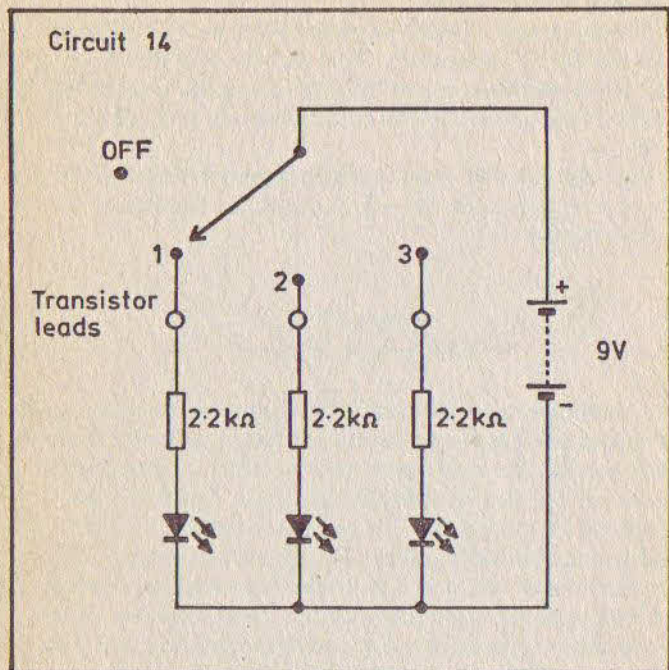 Circuit 14
OFF
1
2
3
Transistor
leads
+
9V
−
2·2kΩ
2·2kΩ
2·2kΩ